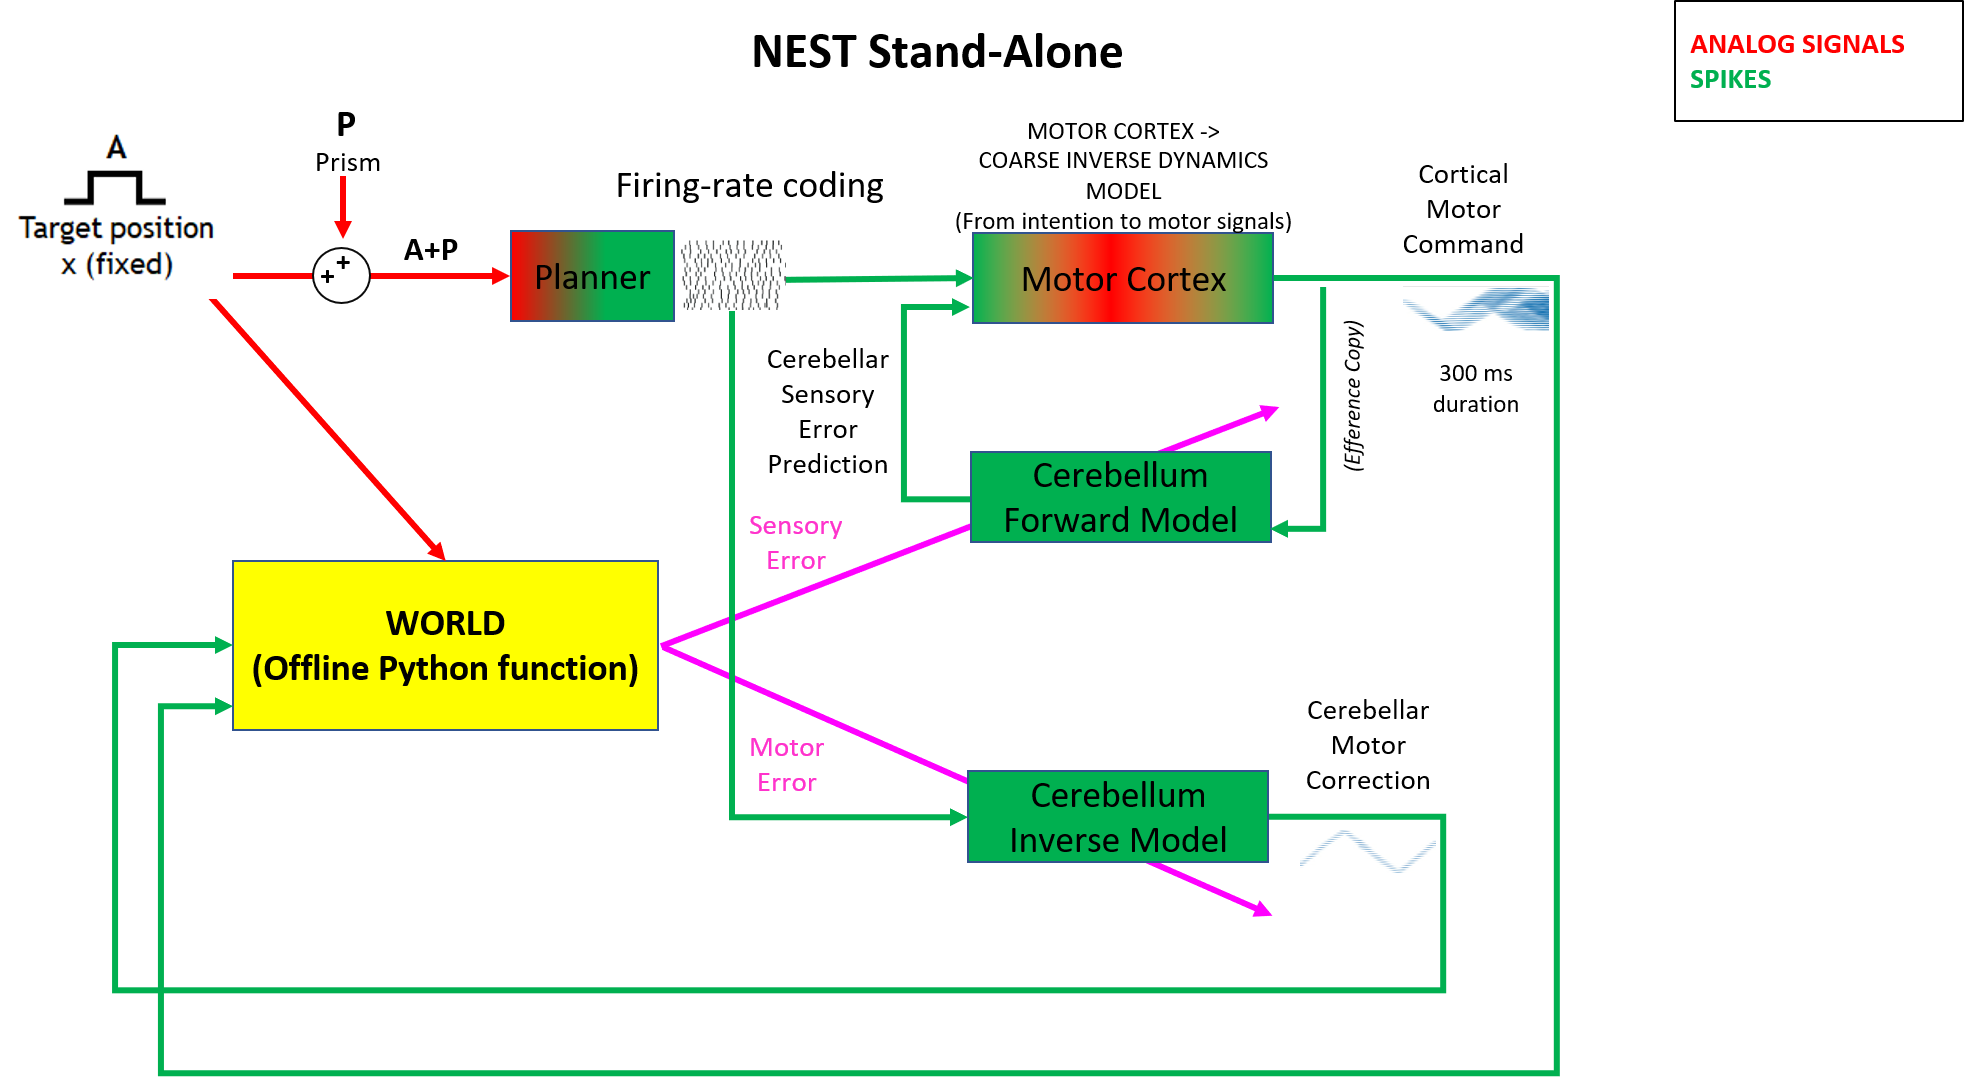 NEST Stand-Alone
ANALOG SIGNALS
SPIKES
A
Target position
x (fixed)
P
Prism
+
+
A+P
Firing-rate coding
Planner
MOTOR CORTEX ->
COARSE INVERSE DYNAMICS
MODEL
(From intention to motor signals)
Motor Cortex
Cortical
Motor
Command
300 ms
duration
(Efference Copy)
Cerebellar
Sensory
Error
Prediction
Cerebellum
Forward Model
Sensory
Error
WORLD
(Offline Python function)
Motor
Error
Cerebellum
Inverse Model
Cerebellar
Motor
Correction